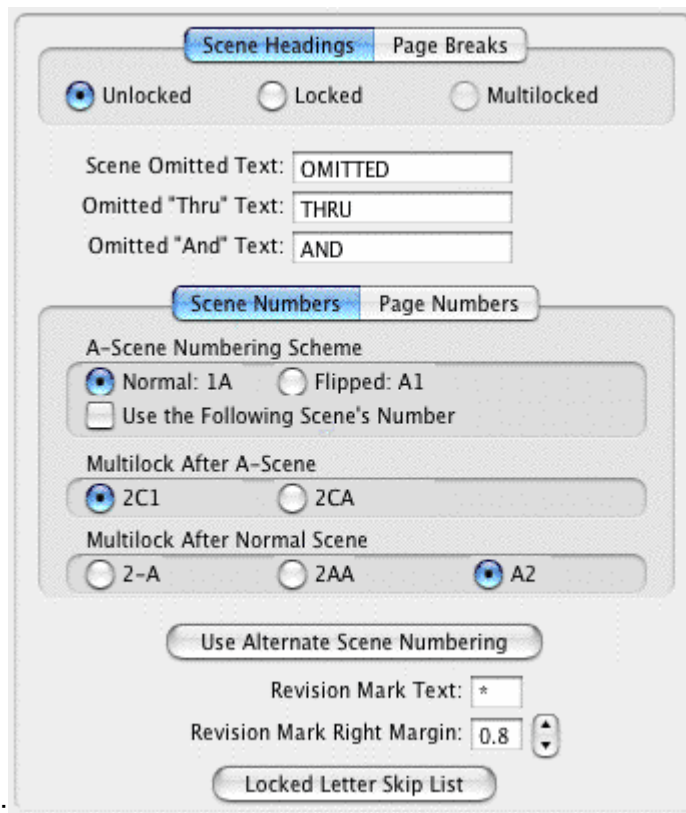 Scene Headings Page Breaks
Unlocked Locked Multilocked
Scene Omitted Text: OMITTED
Omitted "Thru" Text: THRU
Omitted "And" Text: AND
Scene Numbers Page Numbers
A-Scene Numbering Scheme
Normal: 1A Flipped: A1
Use the Following Scene's Number
Multilock After A-Scene
2C1 2CA
Multilock After Normal Scene
2-A 2AA A2
Use Alternate Scene Numbering
Revision Mark Text: *
Revision Mark Right Margin: 0.8
Locked Letter Skip List
.